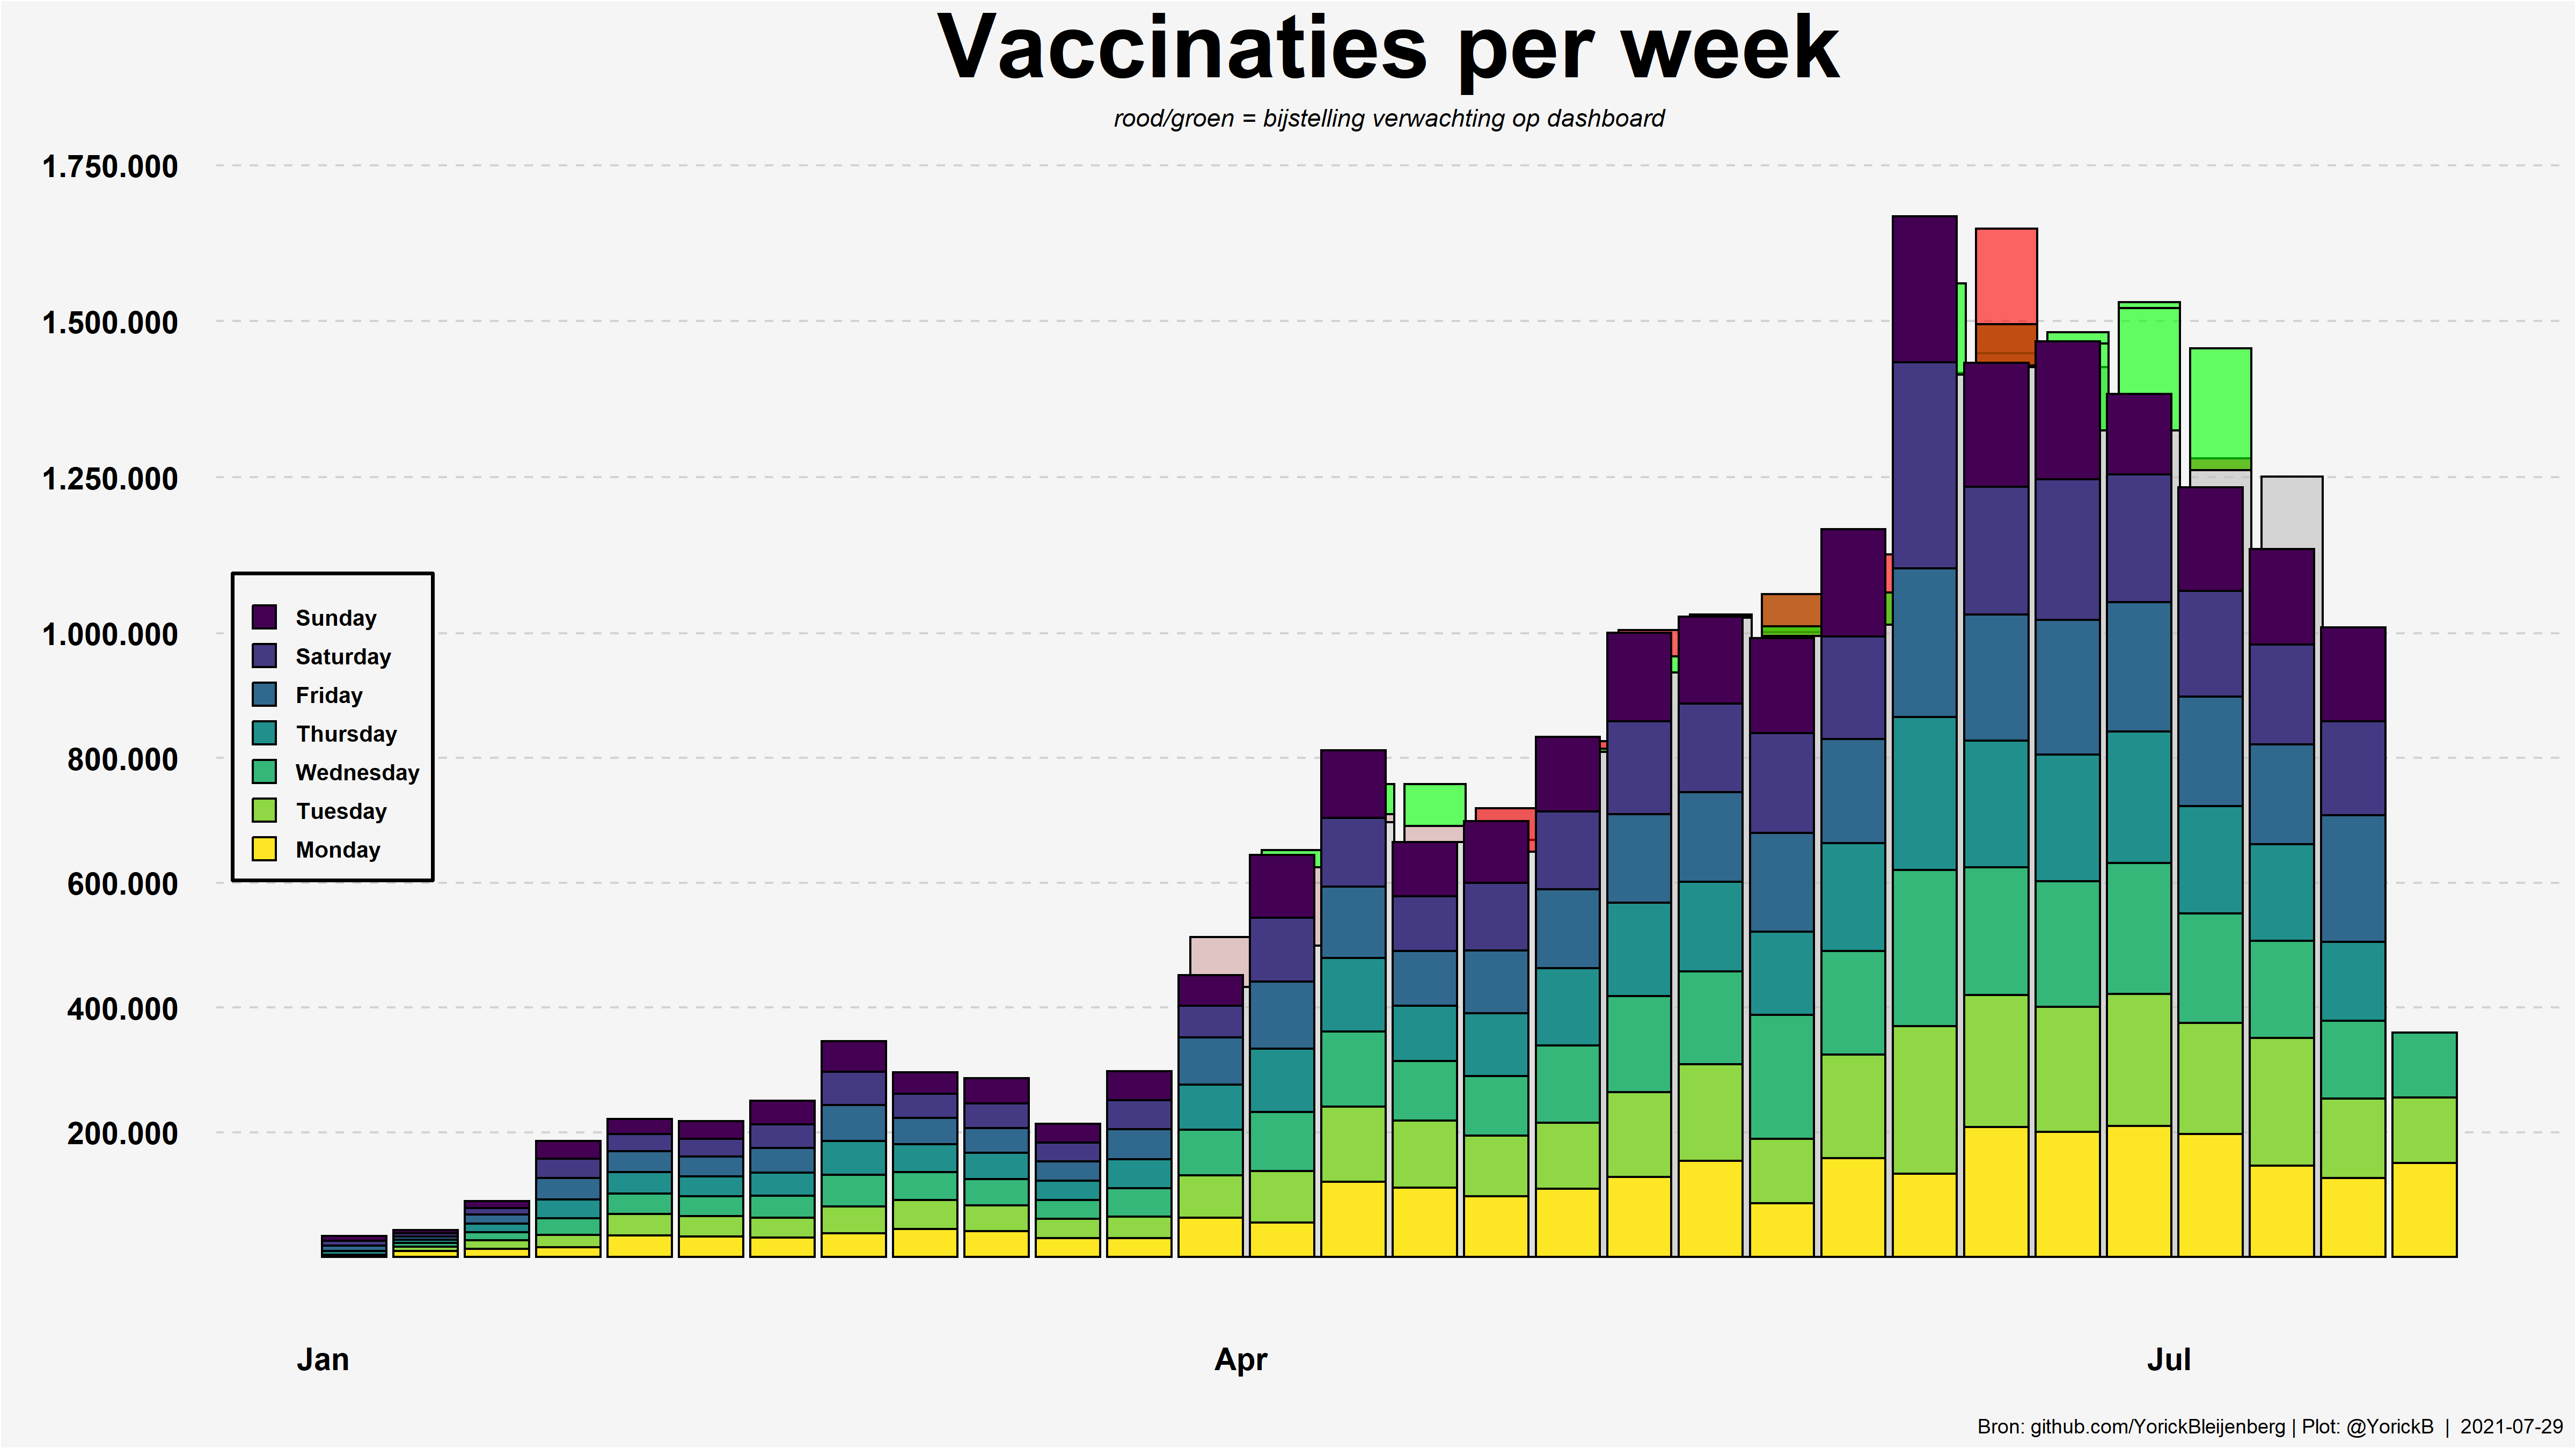 Vaccinaties per week
rood/groen = bijstelling verwachting op dashboard
1.750.000
1.500.000
1.250.000
1.000.000
800.000
600.000
400.000
200.000
Sunday
Saturday
Friday
Thursday
Wednesday
Tuesday
Monday
Jan Apr Jul
Bron: github.com/YorickBleijenberg | Plot: @YorickB | 2021-07-29